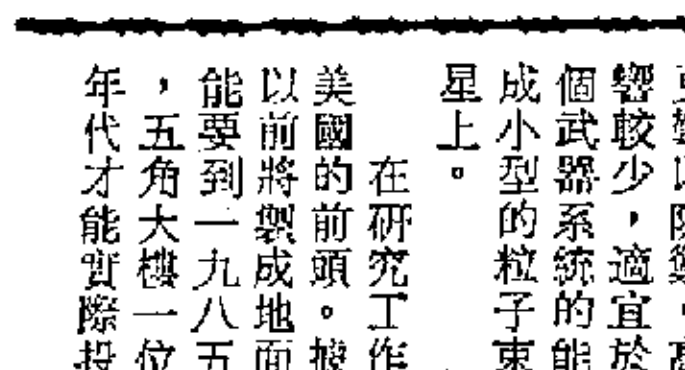 響較少，適宜於
個武器系統的能
成小型的粒子束
星上。
在研究工作
美國的前頭。據
以前將製成地面
能要到一九八五
，五角大樓一位
年代才能實際投